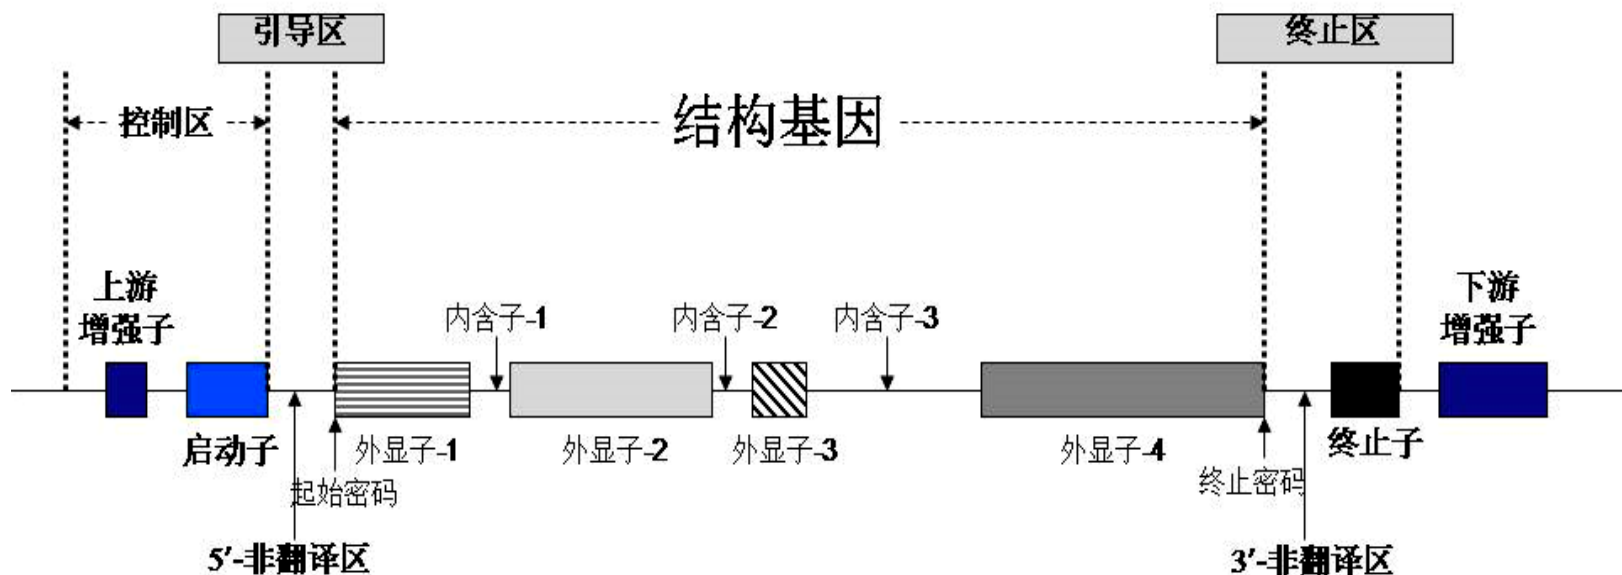 引导区
终止区
控制区
结构基因
上游
增强子
下游
增强子
内含子-1
内含子-2
内含子-3
启动子
外显子-1
外显子-2
外显子-3
外显子-4
终止子
起始密码
终止密码
5′-非翻译区
3′-非翻译区